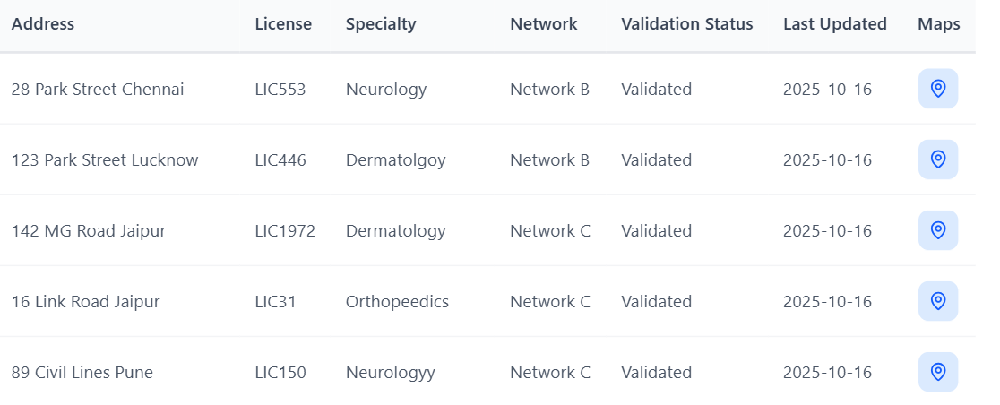 Address License Specialty Network Validation Status Last Updated Maps
28 Park Street Chennai LIC553 Neurology Network B Validated 2025-10-16
123 Park Street Lucknow LIC446 Dermatolgoy Network B Validated 2025-10-16
142 MG Road Jaipur LIC1972 Dermatology Network C Validated 2025-10-16
16 Link Road Jaipur LIC31 Orthopeedics Network C Validated 2025-10-16
89 Civil Lines Pune LIC150 Neurologyy Network C Validated 2025-10-16